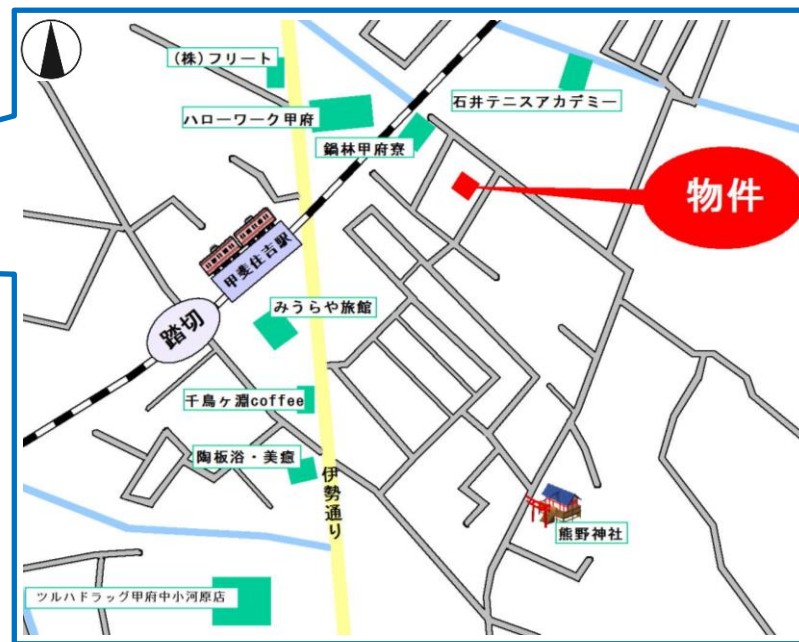 (株)フリート
石井テニスアカデミー
ハローワーク甲府
鍋林甲府寮
物件
甲斐住吉駅
みうらや旅館
踏切
千鳥ヶ淵coffee
陶板浴・美癒
伊勢通り
熊野神社
ツルハドラッグ甲府中小河原店